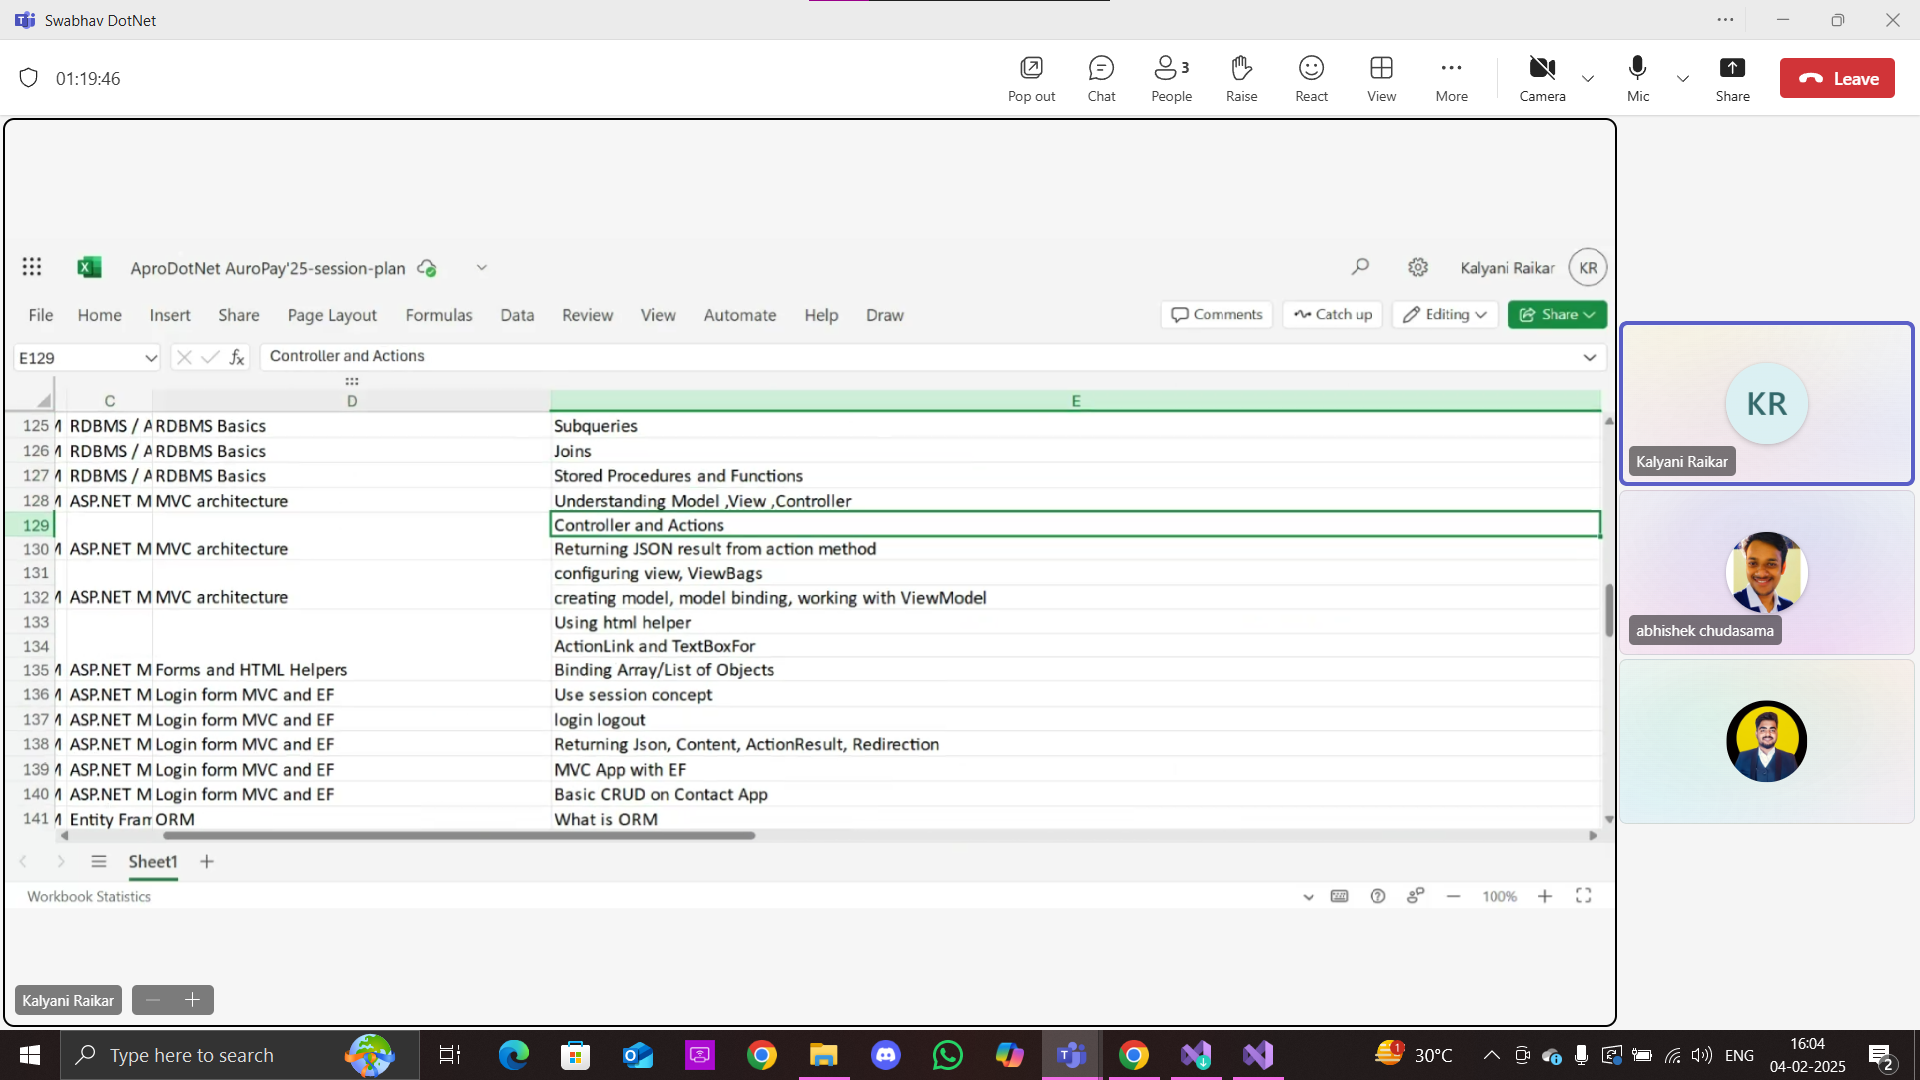 Swabhav DotNet
01:19:46
Pop out
Chat
3
People
Raise
React
View
More
Camera
Mic
Share
Leave
AproDotNet AuroPay'25-session-plan
Kalyani Raikar
KR
File Home Insert Share Page Layout Formulas Data Review View Automate Help Draw
Comments
Catch up
Editing
Share
E129
fx
Controller and Actions
C D E
125 RDBMS / A RDBMS Basics Subqueries
126 RDBMS / A RDBMS Basics Joins
127 RDBMS / A RDBMS Basics Stored Procedures and Functions
128 ASP.NET M MVC architecture Understanding Model ,View ,Controller
129 Controller and Actions
130 ASP.NET M MVC architecture Returning JSON result from action method
131 configuring view, ViewBags
132 ASP.NET M MVC architecture creating model, model binding, working with ViewModel
133 Using html helper
134 ActionLink and TextBoxFor
135 ASP.NET M Forms and HTML Helpers Binding Array/List of Objects
136 ASP.NET M Login form MVC and EF Use session concept
137 ASP.NET M Login form MVC and EF login logout
138 ASP.NET M Login form MVC and EF Returning Json, Content, ActionResult, Redirection
139 ASP.NET M Login form MVC and EF MVC App with EF
140 ASP.NET M Login form MVC and EF Basic CRUD on Contact App
141 Entity Fram ORM What is ORM
Sheet1
Workbook Statistics
100%
Kalyani Raikar
KR
Kalyani Raikar
abhishek chudasama
Type here to search
1
30°C
ENG
16:04
04-02-2025
2